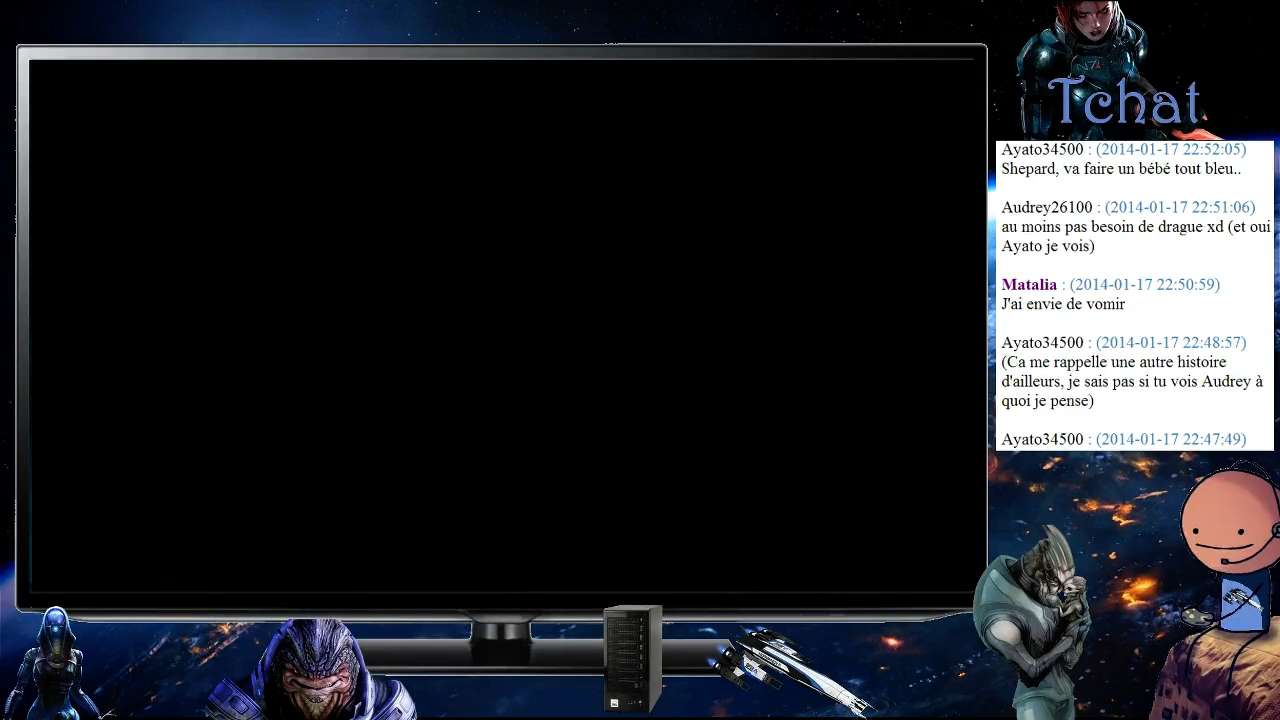 N7
Tchat
Ayato34500 : (2014-01-17 22:52:05)
Shepard, va faire un bébé tout bleu..
Audrey26100 : (2014-01-17 22:51:06)
au moins pas besoin de drague xd (et oui
Ayato je vois)
Matalia : (2014-01-17 22:50:59)
J'ai envie de vomir
Ayato34500 : (2014-01-17 22:48:57)
(Ca me rappelle une autre histoire
d'ailleurs, je sais pas si tu vois Audrey à
quoi je pense)
Ayato34500 : (2014-01-17 22:47:49)